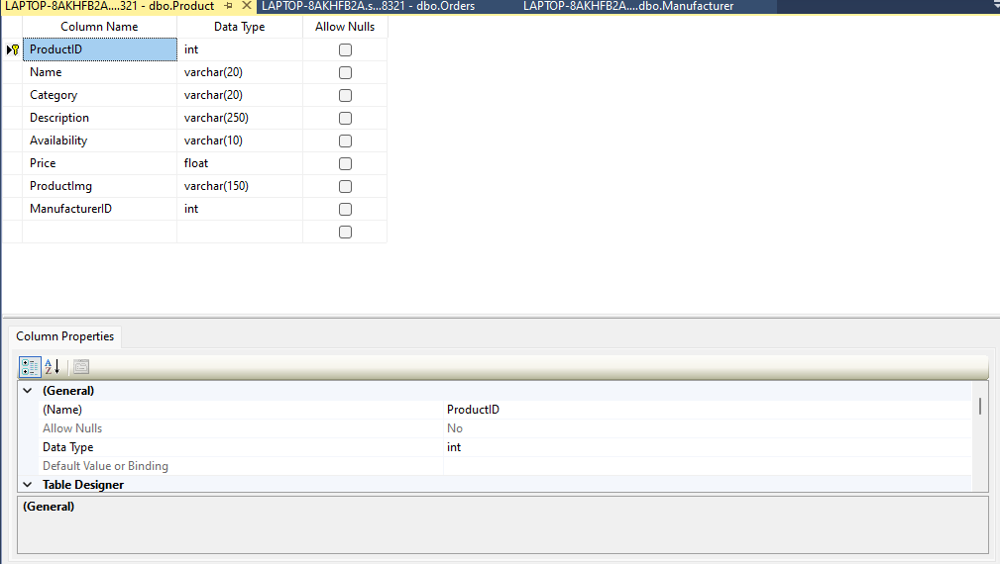 LAPTOP-8AKHFB2A....321 - dbo.Product LAPTOP-8AKHFB2A.s...8321 - dbo.Orders LAPTOP-8AKHFB2A....dbo.Manufacturer
Column Name Data Type Allow Nulls
ProductID int
Name varchar(20)
Category varchar(20)
Description varchar(250)
Availability varchar(10)
Price float
ProductImg varchar(150)
ManufacturerID int
Column Properties
(General)
(Name) ProductID
Allow Nulls No
Data Type int
Default Value or Binding
Table Designer
(General)